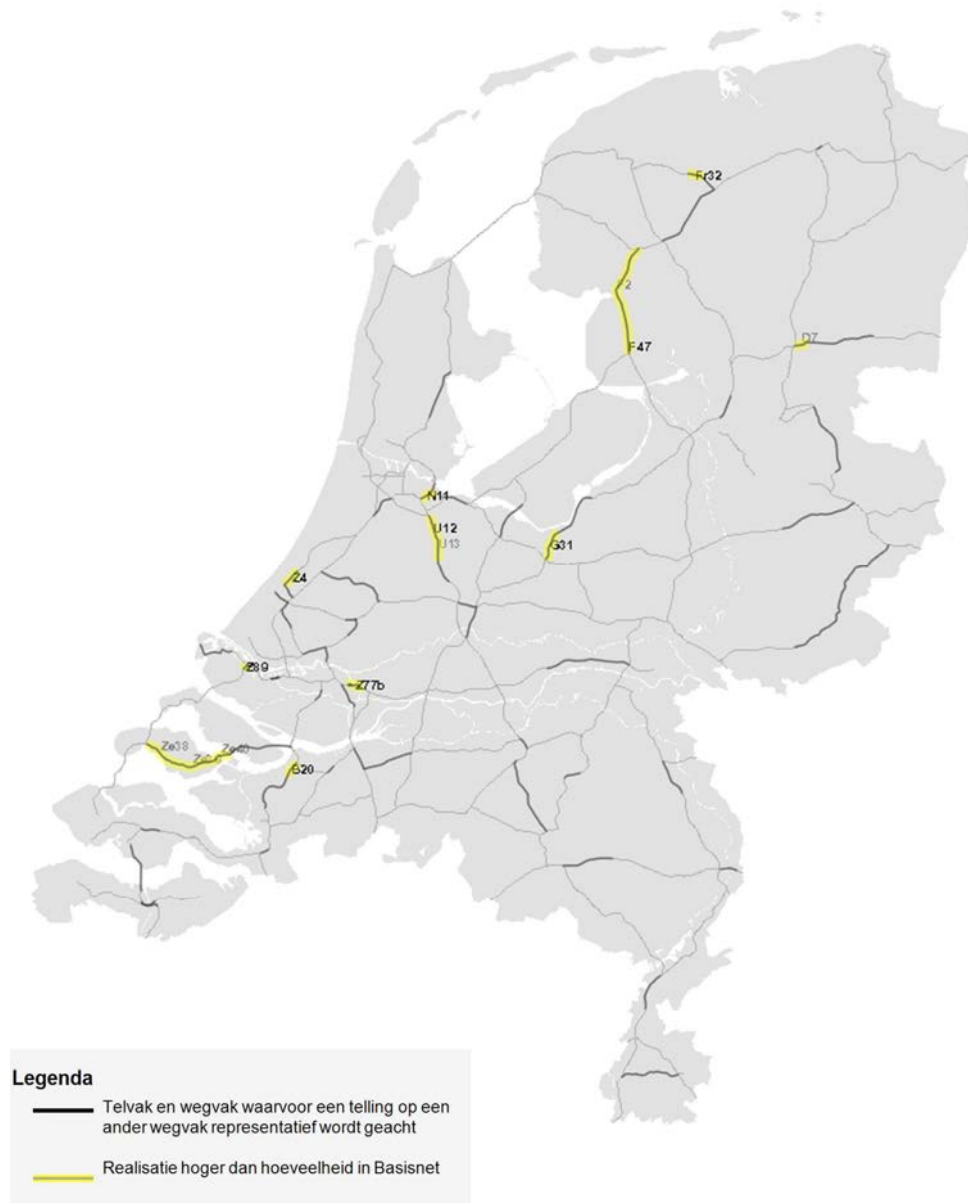 Fr32
F2
F47
D7
N11
U12
U13
G31
Z4
Z89
Z77b
Ze38
Ze40
B20
Legenda
Telvak en wegvak waarvoor een telling op een
ander wegvak representatief wordt geacht
Realisatie hoger dan hoeveelheid in Basisnet